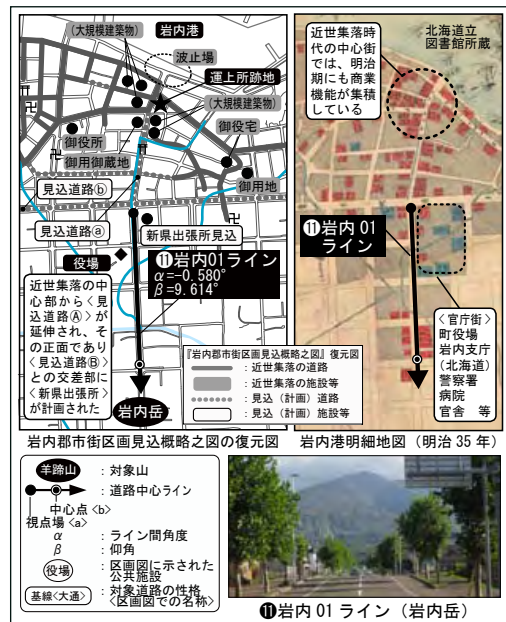 (大規模建築物)
岩内港
波止場
運上所跡地
(大規模建築物)
御役宅
御役所
御用御蔵地
御用地
見込道路ⓑ
見込道路ⓐ
新県出張所見込
役場
⓫岩内01ライン
α=-0.580°
β=9.614°
近世集落の中
心部から〈見
込道路Ⓐ〉が
延伸され、そ
の正面であり
〈見込道路Ⓑ〉
との交差部に
〈新県出張所〉
が計画された
岩内岳
『岩内郡市街区画見込概略之図』復元図
：近世集落の道路
：近世集落の施設等
：見込（計画）道路
：見込（計画）施設等
岩内郡市街区画見込概略之図の復元図
近世集落時
代の中心街
では、明治
期にも商業
機能が集積
している
北海道立
図書館所蔵
⓫岩内 01
ライン
〈官庁街〉
町役場
岩内支庁
(北海道)
警察署
病院
官舎 等
岩内港明細地図（明治 35 年）
羊蹄山 ：対象山
：道路中心ライン
中心点 <b>
視点場 <a>
α ：ライン間角度
β ：仰角
役場 ：区画図に示された
公共施設
基線<大通> ：対象道路の性格
<区画図での名称>
⓫岩内 01 ライン（岩内岳）